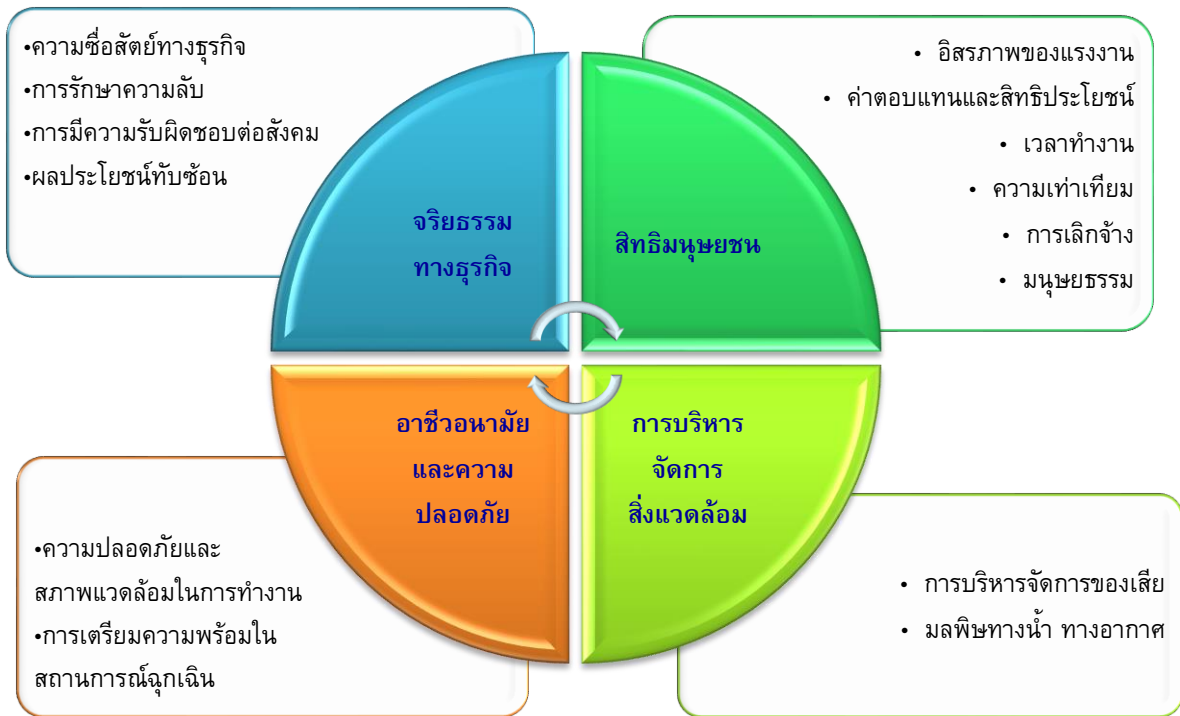 •ความซื่อสัตย์ทางธุรกิจ
•การรักษาความลับ
•การมีความรับผิดชอบต่อสังคม
•ผลประโยชน์ทับซ้อน
• อิสรภาพของแรงงาน
• ค่าตอบแทนและสิทธิประโยชน์
• เวลาทำงาน
• ความเท่าเทียม
• การเลิกจ้าง
• มนุษยธรรม
จริยธรรม
ทางธุรกิจ
สิทธิมนุษยชน
อาชีวอนามัย
และความ
ปลอดภัย
การบริหาร
จัดการ
สิ่งแวดล้อม
•ความปลอดภัยและ
สภาพแวดล้อมในการทำงาน
•การเตรียมความพร้อมใน
สถานการณ์ฉุกเฉิน
• การบริหารจัดการของเสีย
• มลพิษทางน้ำ ทางอากาศ